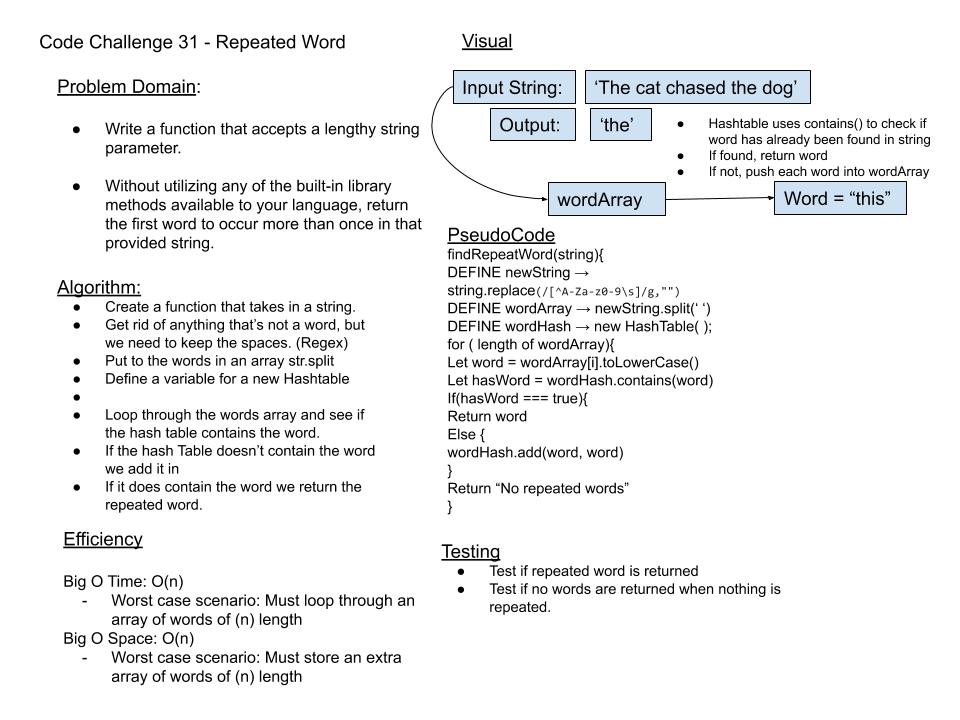 Code Challenge 31 - Repeated Word
Problem Domain:
● Write a function that accepts a lengthy string
parameter.
● Without utilizing any of the built-in library
methods available to your language, return
the first word to occur more than once in that
provided string.
Algorithm:
● Create a function that takes in a string.
● Get rid of anything that’s not a word, but
we need to keep the spaces. (Regex)
● Put to the words in an array str.split
● Define a variable for a new Hashtable
●
● Loop through the words array and see if
the hash table contains the word.
● If the hash Table doesn’t contain the word
we add it in
● If it does contain the word we return the
repeated word.
Efficiency
Big O Time: O(n)
- Worst case scenario: Must loop through an
array of words of (n) length
Big O Space: O(n)
- Worst case scenario: Must store an extra
array of words of (n) length
Visual
Input String:
‘The cat chased the dog’
Output:
‘the’
● Hashtable uses contains() to check if
word has already been found in string
● If found, return word
● If not, push each word into wordArray
wordArray
Word = “this”
PseudoCode
findRepeatWord(string){
DEFINE newString →
string.replace(/[^A-Za-z0-9\s]/g,"")
DEFINE wordArray → newString.split(‘ ‘)
DEFINE wordHash → new HashTable( );
for ( length of wordArray){
Let word = wordArray[i].toLowerCase()
Let hasWord = wordHash.contains(word)
If(hasWord === true){
Return word
Else {
wordHash.add(word, word)
}
Return “No repeated words”
}
Testing
● Test if repeated word is returned
● Test if no words are returned when nothing is
repeated.